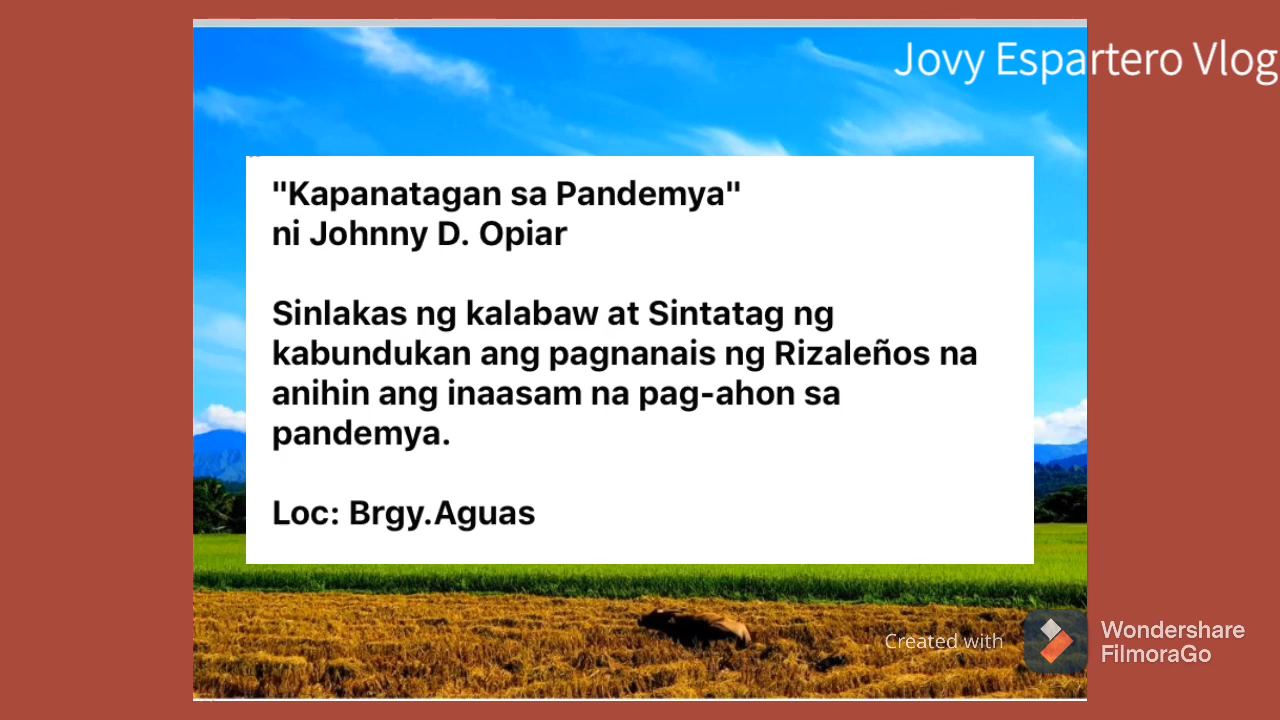 Jovy Espartero Vlog
"Kapanatagan sa Pandemya"
ni Johnny D. Opiar
Sinlakas ng kalabaw at Sintatag ng
kabundukan ang pagnanais ng Rizaleños na
anihin ang inaasam na pag-ahon sa
pandemya.
Loc: Brgy.Aguas
Created with
Wondershare
FilmoraGo